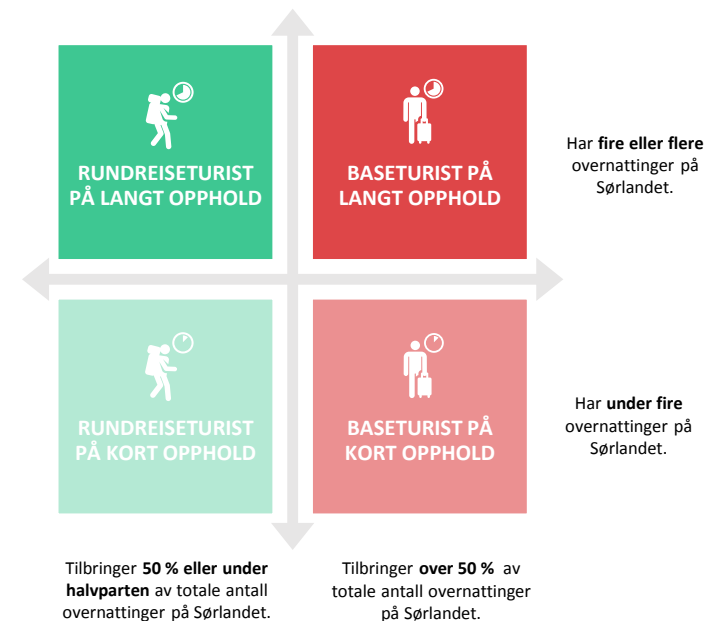 RUNDREISETURIST
PÅ LANGT OPPHOLD
BASETURIST PÅ
LANGT OPPHOLD
Har fire eller flere
overnattinger på
Sørlandet.
RUNDREISETURIST
PÅ KORT OPPHOLD
BASETURIST PÅ
KORT OPPHOLD
Har under fire
overnattinger på
Sørlandet.
Tilbringer 50 % eller under
halvparten av totale antall
overnattinger på Sørlandet.
Tilbringer over 50 % av
totale antall overnattinger
på Sørlandet.